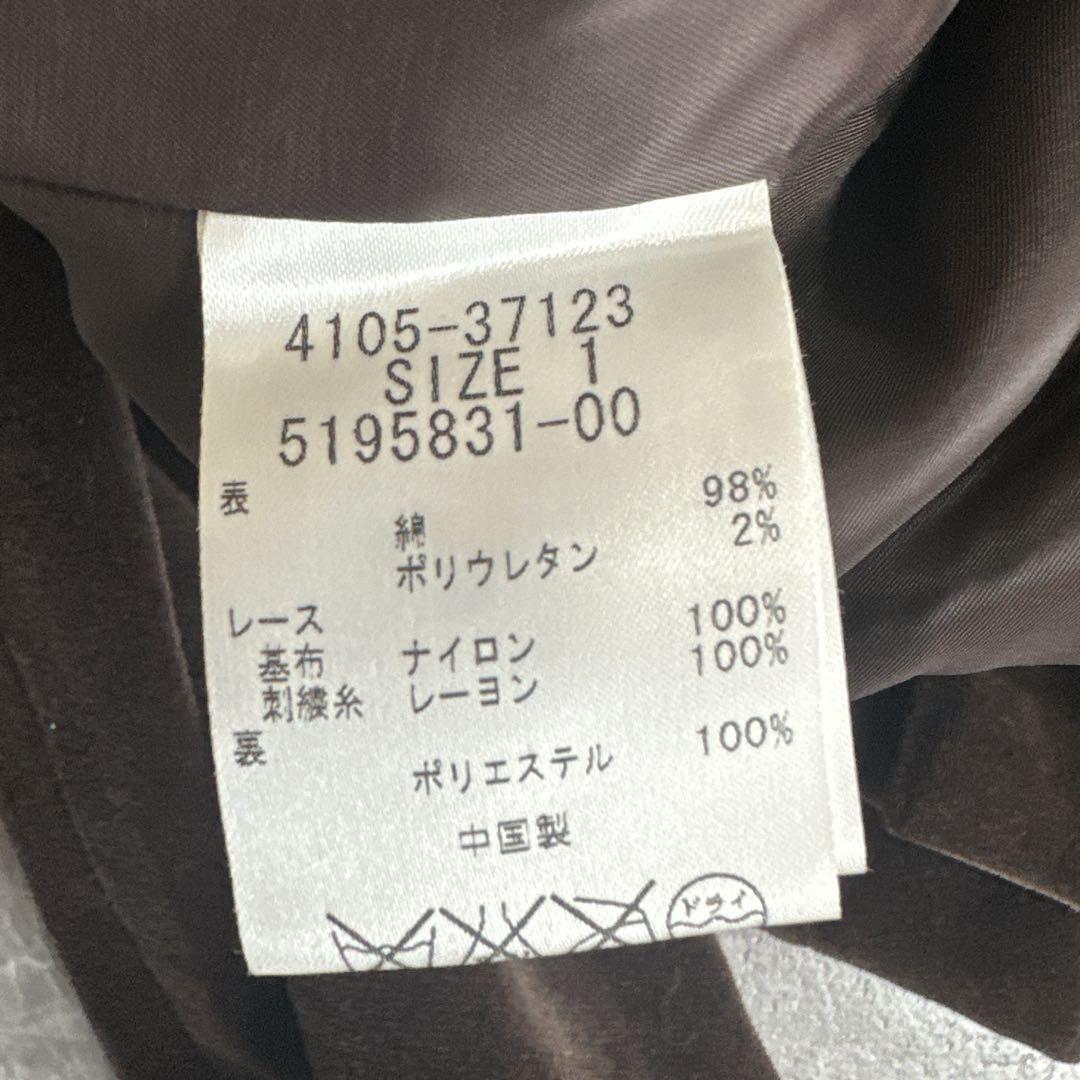 4105-37123
SIZE 1
5195831-00
表
綿 98%
ポリウレタン 2%
レース
基布 ナイロン 100%
刺繍糸 レーヨン 100%
裏
ポリエステル 100%
中国製
ドライ